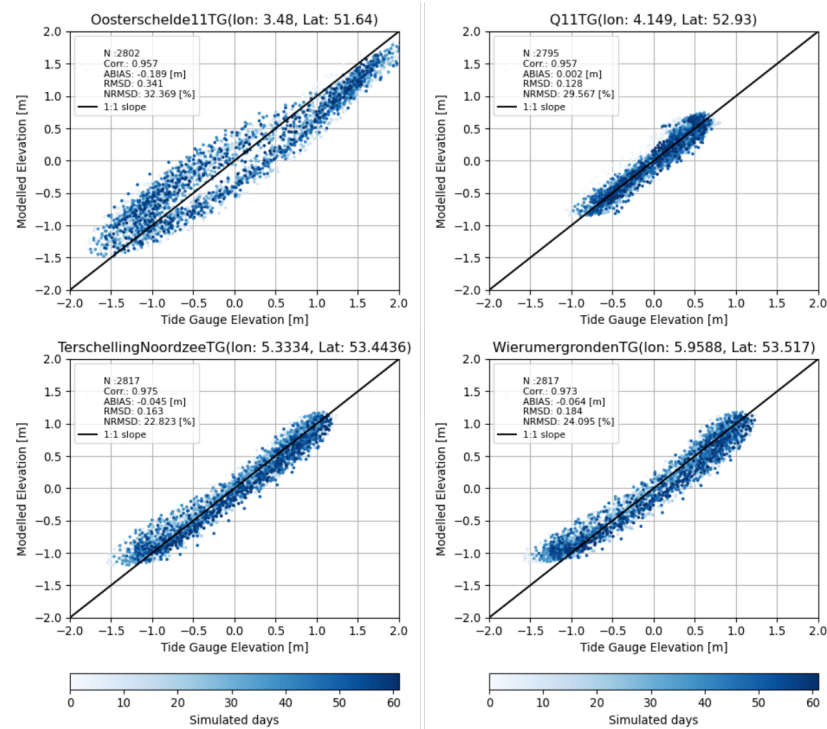 Oosterschelde11TG(lon: 3.48, Lat: 51.64)
2.0
1.5
1.0
0.5
0.0
−0.5
−1.0
−1.5
−2.0
Modelled Elevation [m]
N :2802
Corr.: 0.957
ABIAS: -0.189 [m]
RMSD: 0.341
NRMSD: 32.369 [%]
1:1 slope
−2.0 −1.5 −1.0 −0.5 0.0 0.5 1.0 1.5 2.0
Tide Gauge Elevation [m]
Q11TG(lon: 4.149, Lat: 52.93)
2.0
1.5
1.0
0.5
0.0
−0.5
−1.0
−1.5
−2.0
Modelled Elevation [m]
N :2795
Corr.: 0.957
ABIAS: 0.002 [m]
RMSD: 0.128
NRMSD: 29.567 [%]
1:1 slope
−2.0 −1.5 −1.0 −0.5 0.0 0.5 1.0 1.5 2.0
Tide Gauge Elevation [m]
TerschellingNoordzeeTG(lon: 5.3334, Lat: 53.4436)
2.0
1.5
1.0
0.5
0.0
−0.5
−1.0
−1.5
−2.0
Modelled Elevation [m]
N :2817
Corr.: 0.975
ABIAS: -0.045 [m]
RMSD: 0.163
NRMSD: 22.823 [%]
1:1 slope
−2.0 −1.5 −1.0 −0.5 0.0 0.5 1.0 1.5 2.0
Tide Gauge Elevation [m]
WierumergrondenTG(lon: 5.9588, Lat: 53.517)
2.0
1.5
1.0
0.5
0.0
−0.5
−1.0
−1.5
−2.0
Modelled Elevation [m]
N :2817
Corr.: 0.973
ABIAS: -0.064 [m]
RMSD: 0.184
NRMSD: 24.095 [%]
1:1 slope
−2.0 −1.5 −1.0 −0.5 0.0 0.5 1.0 1.5 2.0
Tide Gauge Elevation [m]
0 10 20 30 40 50 60
Simulated days
0 10 20 30 40 50 60
Simulated days